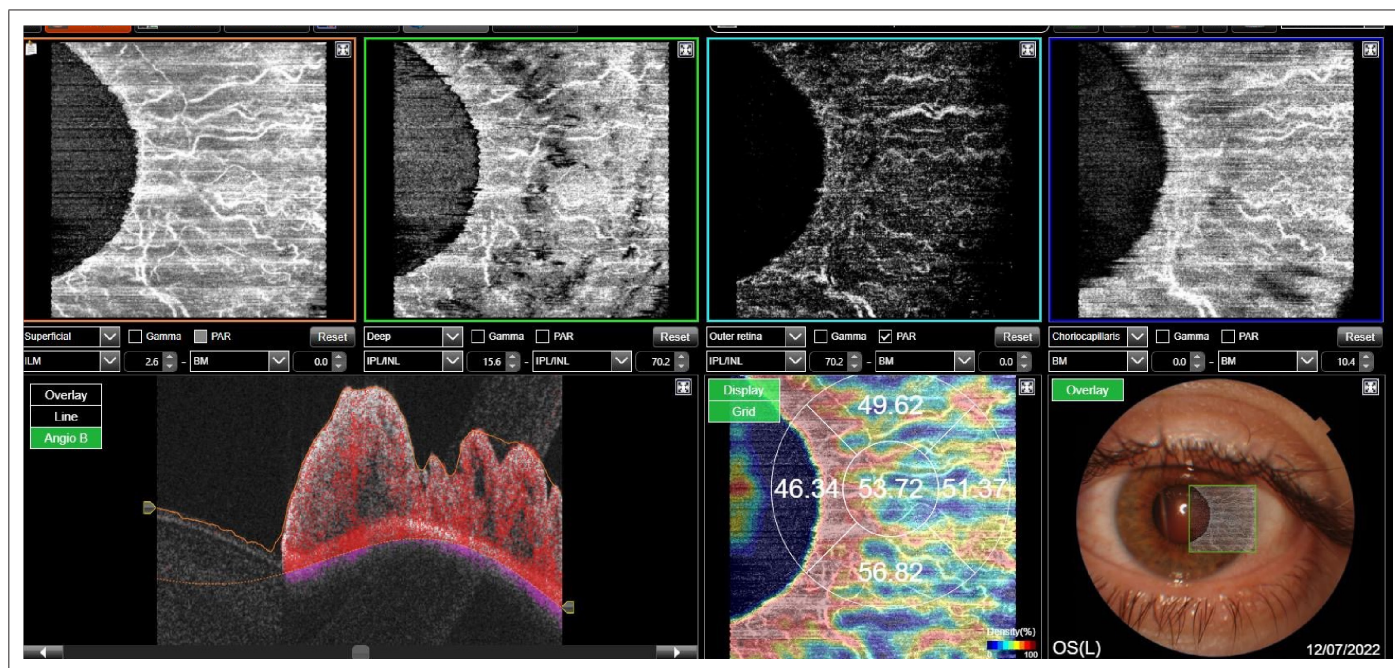 Superficial Gamma PAR Reset
ILM 2.6 - BM 0.0
Deep Gamma PAR Reset
IPL/INL 15.6 - IPL/INL 70.2
Outer retina Gamma PAR Reset
IPL/INL 70.2 - BM 0.0
Choriocapillaris Gamma PAR Reset
BM 0.0 - BM 10.4
Overlay
Line
Angio B
Display
Grid
49.62
46.34 53.72 51.37
56.82
Density(%)
0 100
Overlay
OS(L) 12/07/2022